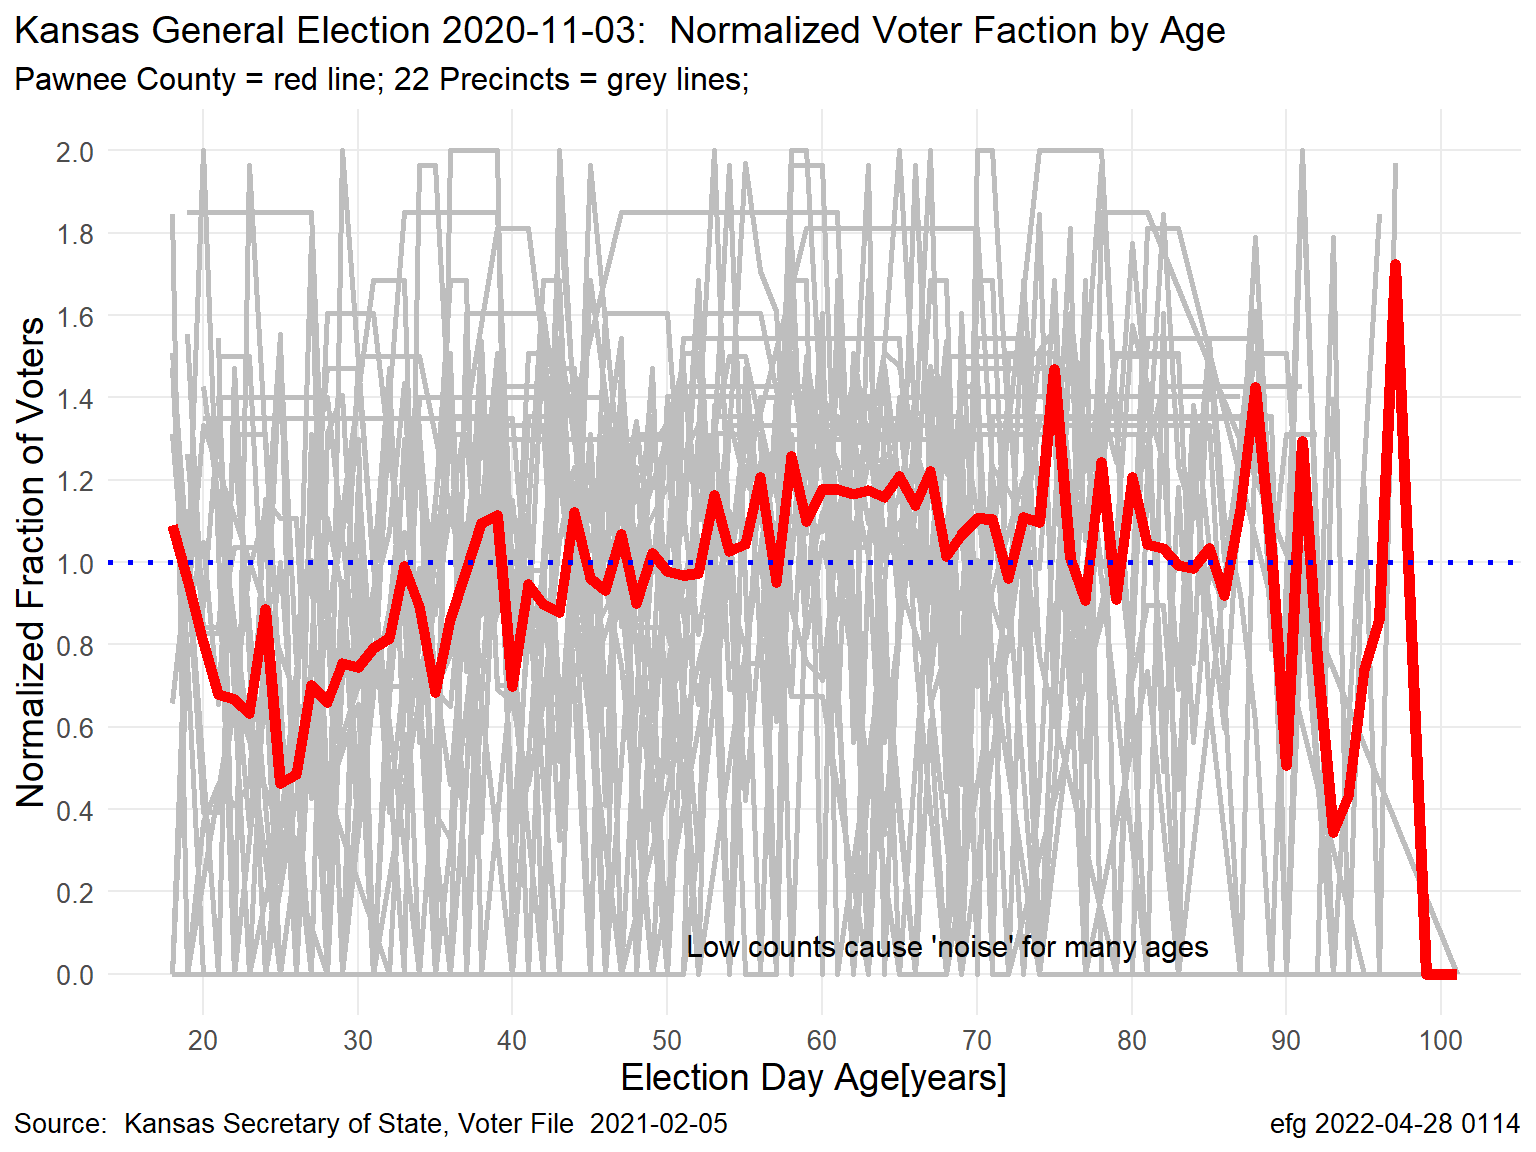 Kansas General Election 2020-11-03:  Normalized Voter Faction by Age
Pawnee County = red line; 22 Precincts = grey lines;
Normalized Fraction of Voters
2.0
1.8
1.6
1.4
1.2
1.0
0.8
0.6
0.4
0.2
0.0
Low counts cause 'noise' for many ages
20 30 40 50 60 70 80 90 100
Election Day Age[years]
Source:  Kansas Secretary of State, Voter File  2021-02-05
efg 2022-04-28 0114